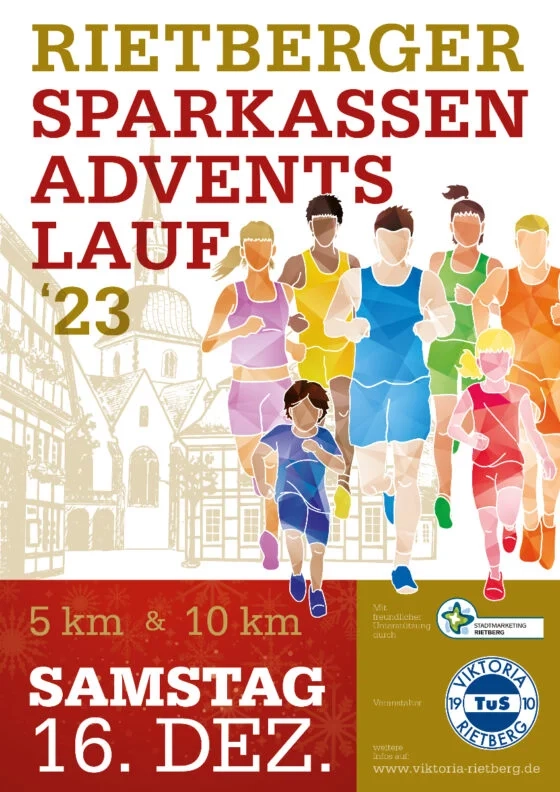 RIETBERGER
SPARKASSEN
ADVENTS
LAUF
'23
5 km & 10 km
SAMSTAG
16. DEZ.
Mit
freundlicher
Unterstützung
durch
STADTMARKETING
RIETBERG
Veranstalter
VIKTORIA
19 TuS 10
RIETBERG
weitere
Infos auf:
www.viktoria-rietberg.de